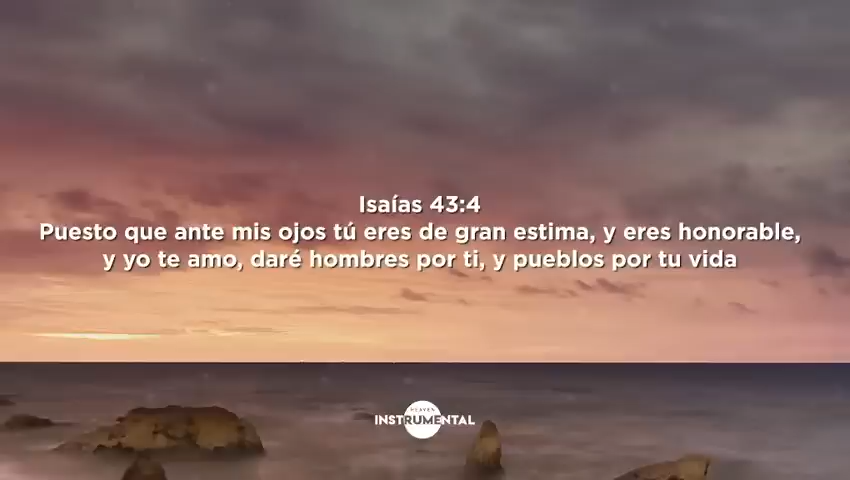 Isaías 43:4
Puesto que ante mis ojos tú eres de gran estima, y eres honorable,
y yo te amo, daré hombres por ti, y pueblos por tu vida
HEAVEN
INSTRUMENTAL